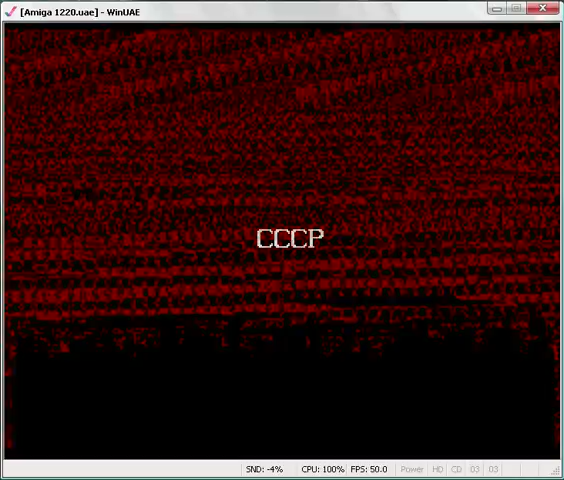 [Amiga 1220.uae] - WinUAE
CCCP
SND: -4% CPU: 100% FPS: 50.0 Power HD CD 03 03